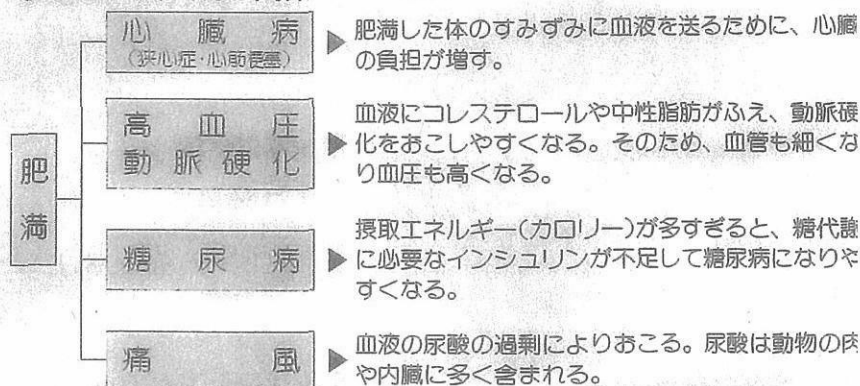 肥満
心臓病
(狭心症・心筋梗塞)
肥満した体のすみずみに血液を送るために、心臓
の負担が増す。
高血圧
動脈硬化
血液にコレステロールや中性脂肪がふえ、動脈硬
化をおこしやすくなる。そのため、血管も細くな
り血圧も高くなる。
糖尿病
摂取エネルギー(カロリー)が多すぎると、糖代謝
に必要なインシュリンが不足して糖尿病になりや
すくなる。
痛風
血液の尿酸の過剰によりおこる。尿酸は動物の肉
や内臓に多く含まれる。